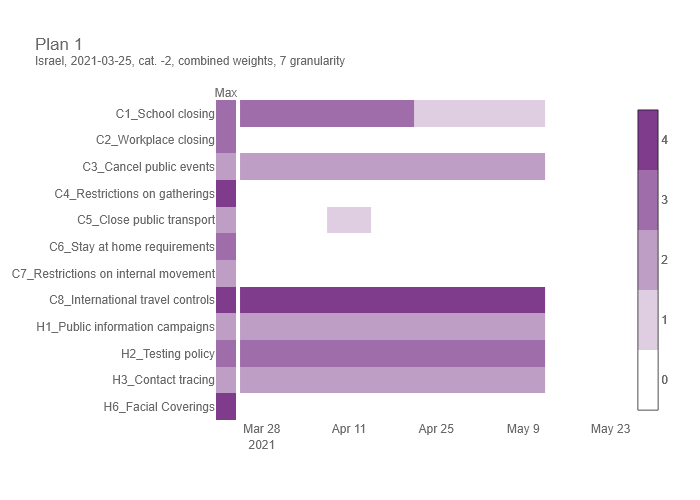 Plan 1
Israel, 2021-03-25, cat. -2, combined weights, 7 granularity
Max
C1_School closing
C2_Workplace closing
C3_Cancel public events
C4_Restrictions on gatherings
C5_Close public transport
C6_Stay at home requirements
C7_Restrictions on internal movement
C8_International travel controls
H1_Public information campaigns
H2_Testing policy
H3_Contact tracing
H6_Facial Coverings
Mar 28 Apr 11 Apr 25 May 9 May 23
2021
4
3
2
1
0